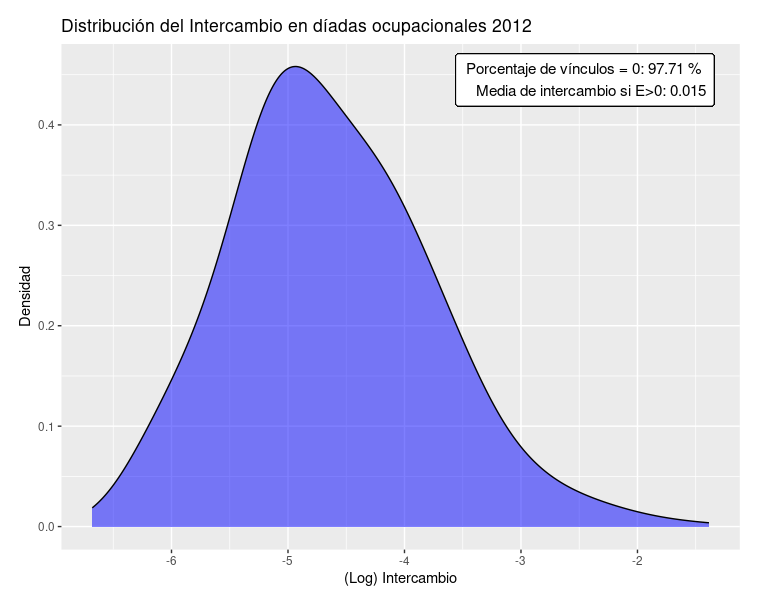 Distribución del Intercambio en díadas ocupacionales 2012
Porcentaje de vínculos = 0: 97.71 %
Media de intercambio si E>0: 0.015
Densidad
0.4
0.3
0.2
0.1
0.0
-6 -5 -4 -3 -2
(Log) Intercambio